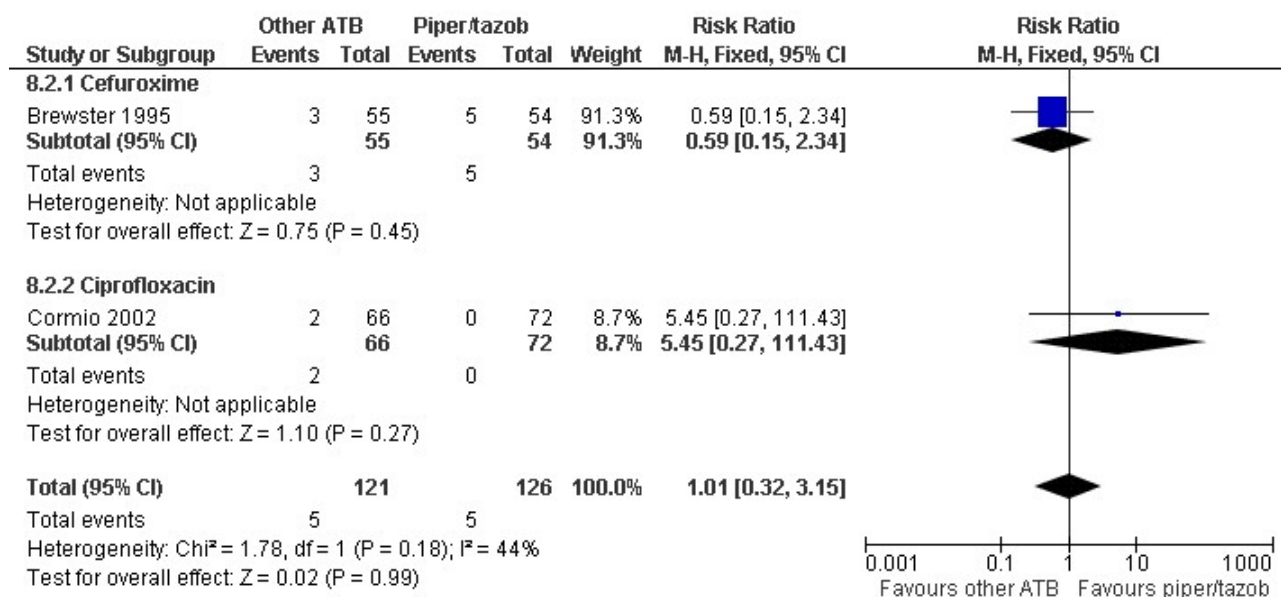 Other ATB Piper/tazob Risk Ratio Risk Ratio
Study or Subgroup Events Total Events Total Weight M-H, Fixed, 95% CI M-H, Fixed, 95% CI
8.2.1 Cefuroxime
Brewster 1995 3 55 5 54 91.3% 0.59 [0.15, 2.34]
Subtotal (95% CI) 55 54 91.3% 0.59 [0.15, 2.34]
Total events 3 5
Heterogeneity: Not applicable
Test for overall effect: Z = 0.75 (P = 0.45)
8.2.2 Ciprofloxacin
Cormio 2002 2 66 0 72 8.7% 5.45 [0.27, 111.43]
Subtotal (95% CI) 66 72 8.7% 5.45 [0.27, 111.43]
Total events 2 0
Heterogeneity: Not applicable
Test for overall effect: Z = 1.10 (P = 0.27)
Total (95% CI) 121 126 100.0% 1.01 [0.32, 3.15]
Total events 5 5
Heterogeneity: Chi² = 1.78, df = 1 (P = 0.18); I² = 44%
Test for overall effect: Z = 0.02 (P = 0.99)
0.001 0.1 1 10 1000
Favours other ATB Favours piper/tazob